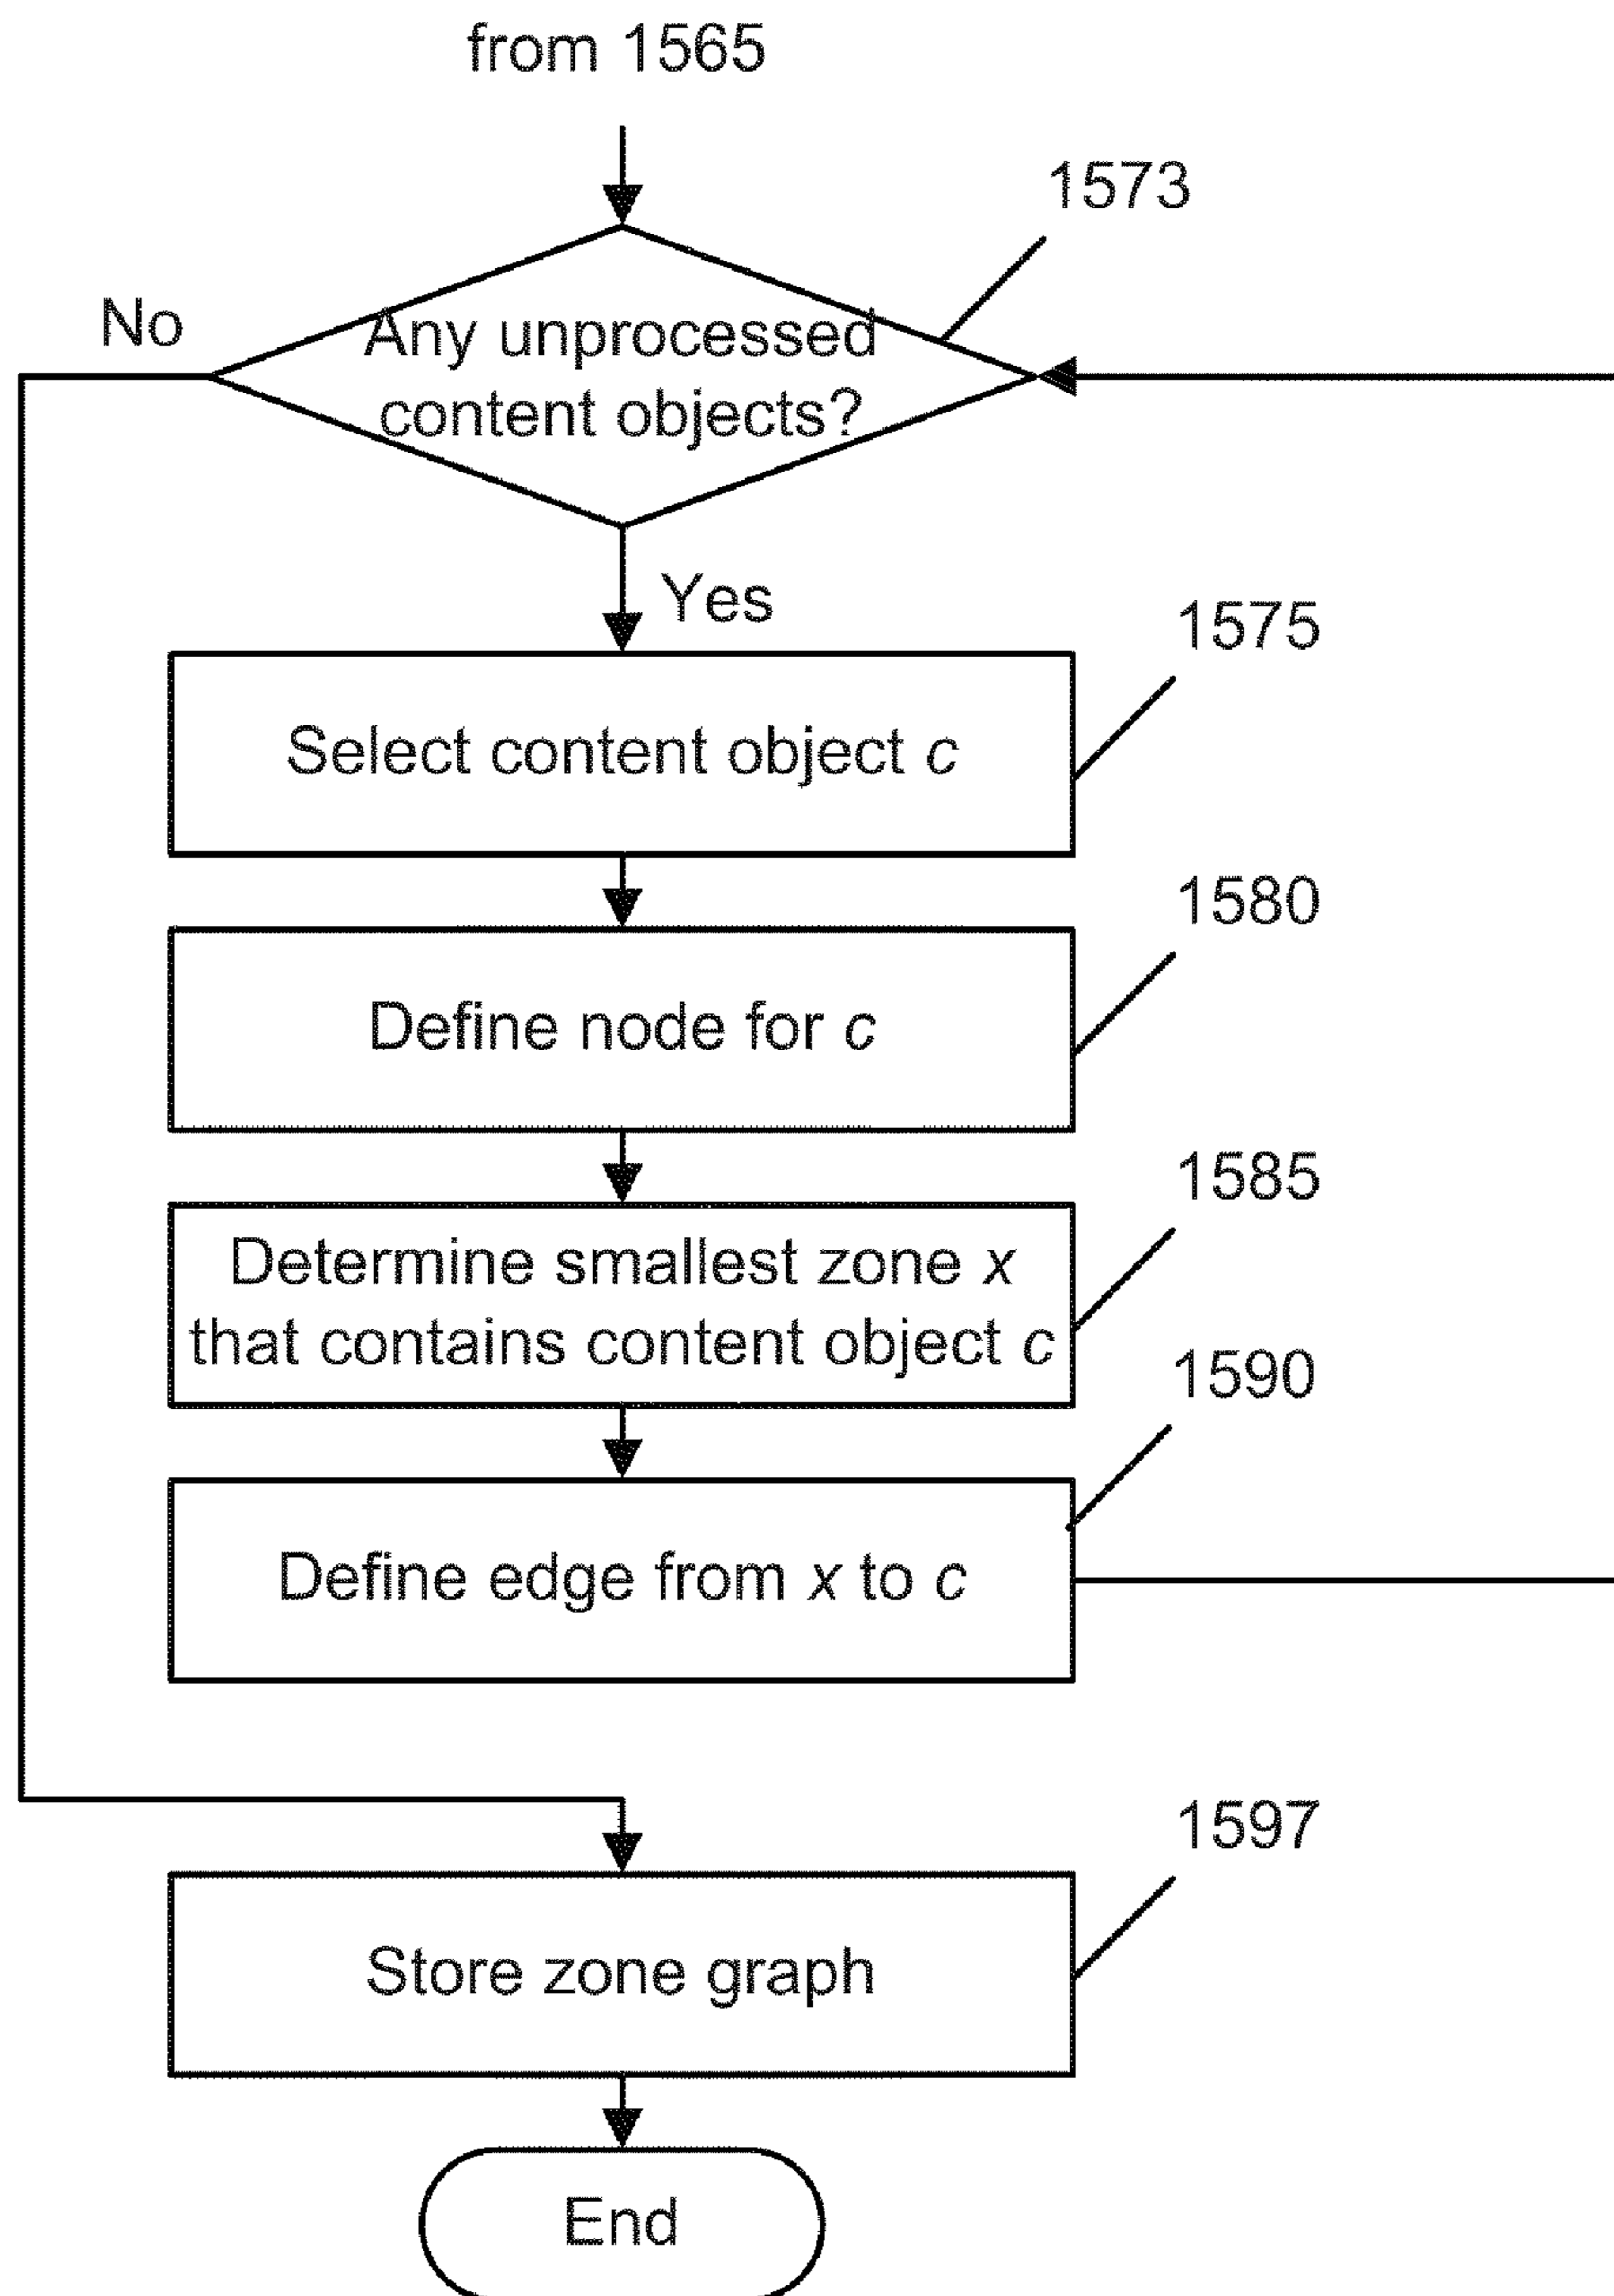 from 1565
1573
No
Any unprocessed
content objects?
Yes
1575
Select content object c
1580
Define node for c
1585
Determine smallest zone x
that contains content object c
1590
Define edge from x to c
1597
Store zone graph
End